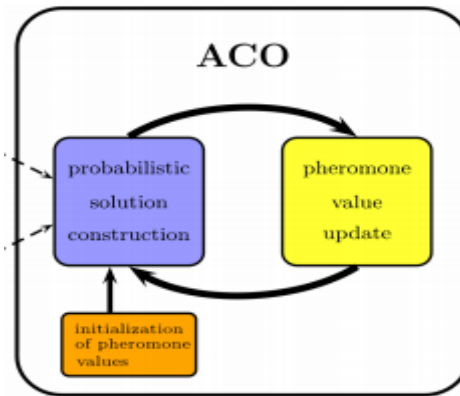 ACO
probabilistic
solution
construction
pheromone
value
update
initialization
of pheromone
values